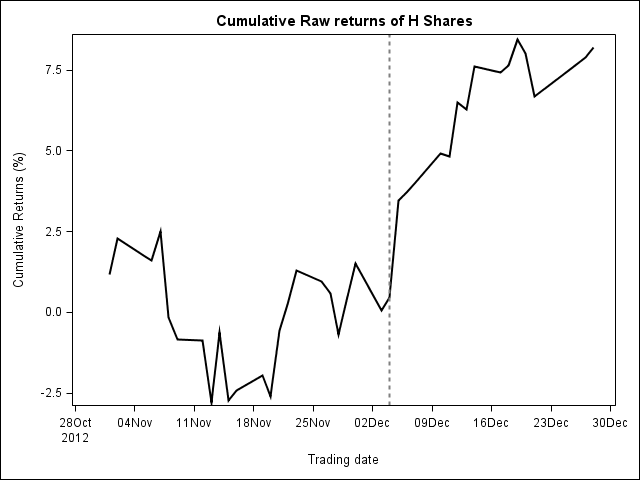 Cumulative Raw returns of H Shares
Cumulative Returns (%)
7.5
5.0
2.5
0.0
-2.5
28Oct 04Nov 11Nov 18Nov 25Nov 02Dec 09Dec 16Dec 23Dec 30Dec
2012
Trading date